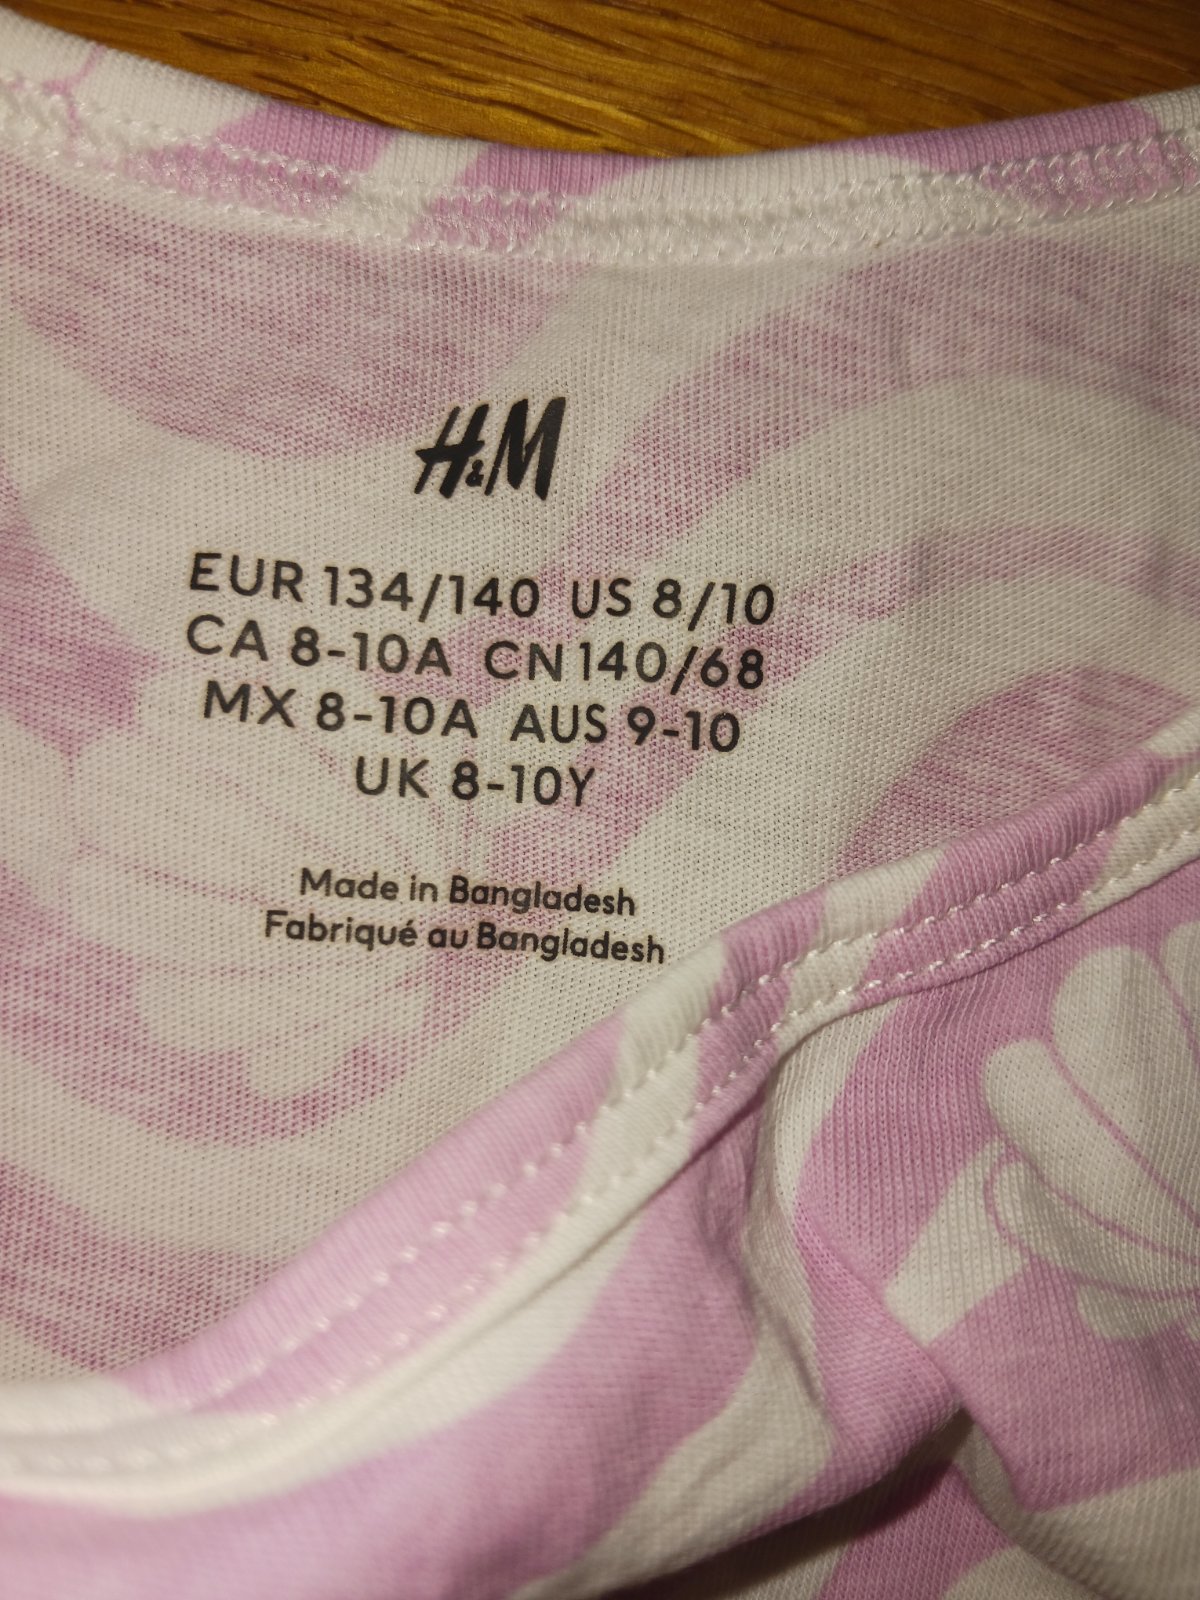 H&M
EUR 134/140 US 8/10
CA 8-10A CN 140/68
MX 8-10A AUS 9-10
UK 8-10Y
Made in Bangladesh
Fabriqué au Bangladesh